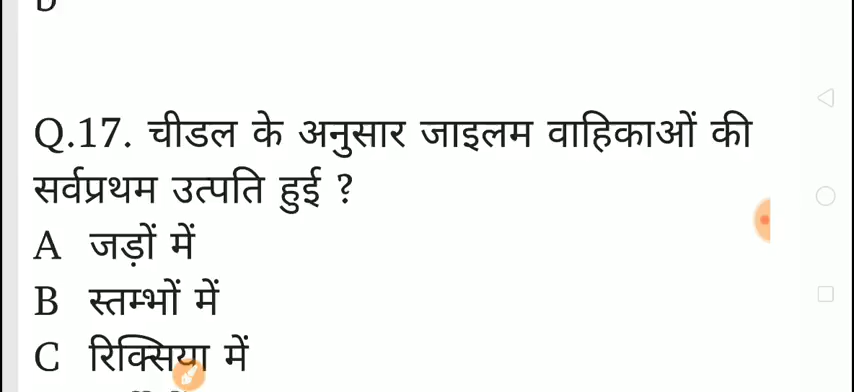 Q.17. चीडल के अनुसार जाइलम वाहिकाओं की
सर्वप्रथम उत्पति हुई ?
A जड़ों में
B स्तम्भों में
C रिक्सिया में